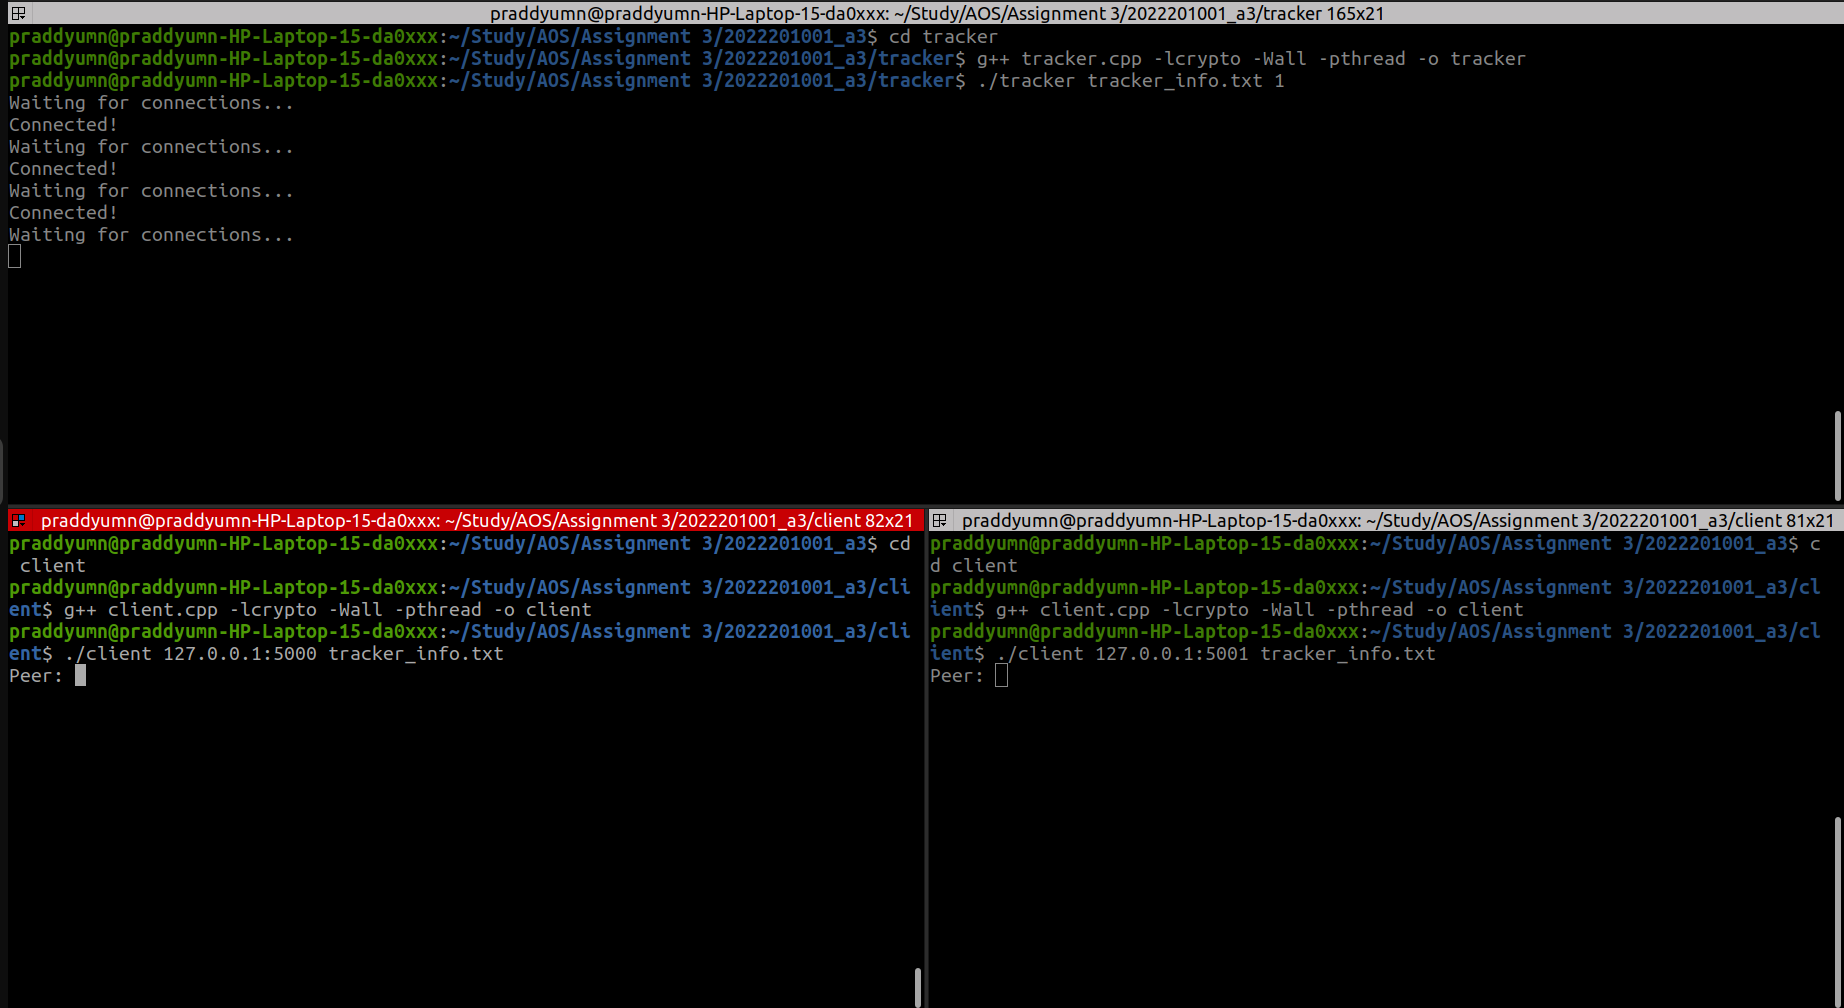 praddyumn@praddyumn-HP-Laptop-15-da0xxx: ~/Study/AOS/Assignment 3/2022201001_a3/tracker 165x21
praddyumn@praddyumn-HP-Laptop-15-da0xxx:~/Study/AOS/Assignment 3/2022201001_a3$ cd tracker
praddyumn@praddyumn-HP-Laptop-15-da0xxx:~/Study/AOS/Assignment 3/2022201001_a3/tracker$ g++ tracker.cpp -lcrypto -Wall -pthread -o tracker
praddyumn@praddyumn-HP-Laptop-15-da0xxx:~/Study/AOS/Assignment 3/2022201001_a3/tracker$ ./tracker tracker_info.txt 1
Waiting for connections...
Connected!
Waiting for connections...
Connected!
Waiting for connections...
Connected!
Waiting for connections...
praddyumn@praddyumn-HP-Laptop-15-da0xxx: ~/Study/AOS/Assignment 3/2022201001_a3/client 82x21
praddyumn@praddyumn-HP-Laptop-15-da0xxx:~/Study/AOS/Assignment 3/2022201001_a3$ cd
client
praddyumn@praddyumn-HP-Laptop-15-da0xxx:~/Study/AOS/Assignment 3/2022201001_a3/cli
ent$ g++ client.cpp -lcrypto -Wall -pthread -o client
praddyumn@praddyumn-HP-Laptop-15-da0xxx:~/Study/AOS/Assignment 3/2022201001_a3/cli
ent$ ./client 127.0.0.1:5000 tracker_info.txt
Peer:
praddyumn@praddyumn-HP-Laptop-15-da0xxx: ~/Study/AOS/Assignment 3/2022201001_a3/client 81x21
praddyumn@praddyumn-HP-Laptop-15-da0xxx:~/Study/AOS/Assignment 3/2022201001_a3$ c
d client
praddyumn@praddyumn-HP-Laptop-15-da0xxx:~/Study/AOS/Assignment 3/2022201001_a3/cl
ient$ g++ client.cpp -lcrypto -Wall -pthread -o client
praddyumn@praddyumn-HP-Laptop-15-da0xxx:~/Study/AOS/Assignment 3/2022201001_a3/cl
ient$ ./client 127.0.0.1:5001 tracker_info.txt
Peer: